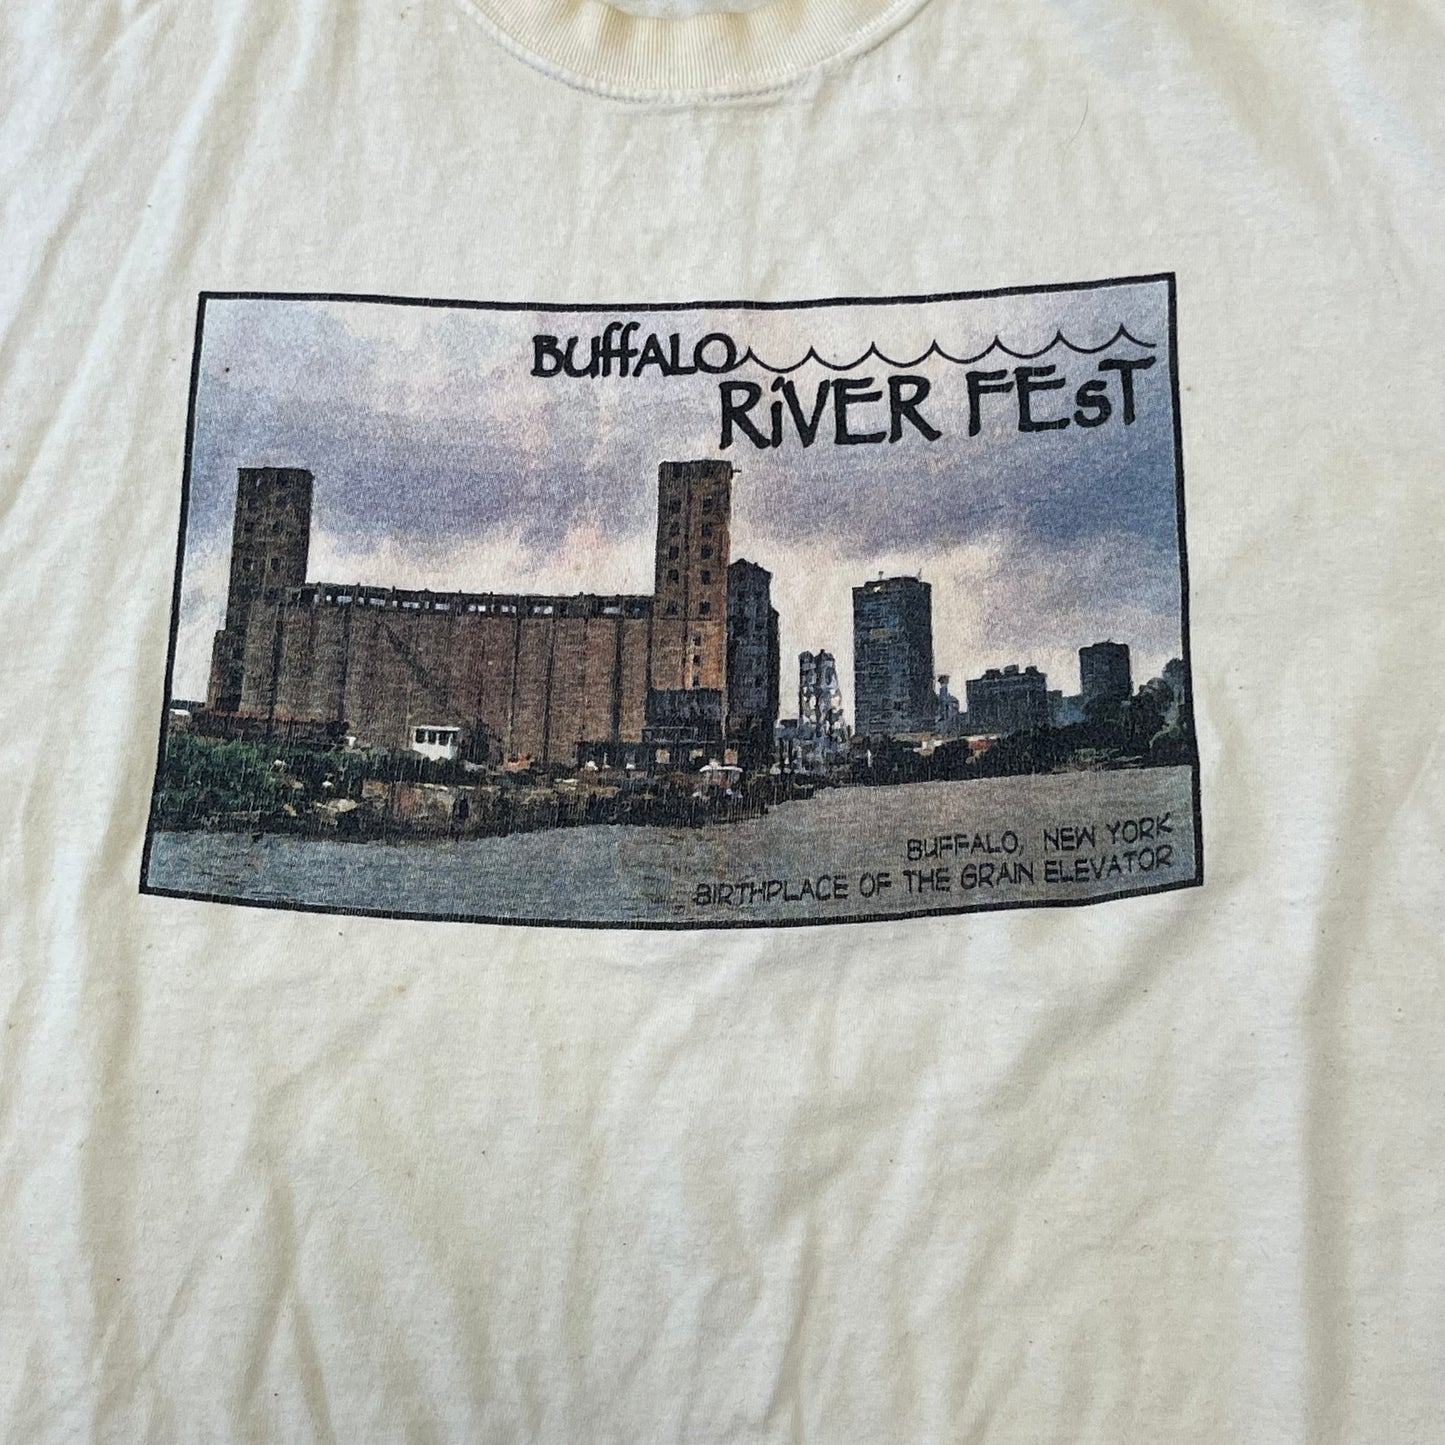 BUffALO
RiVER FEsT
BUFFALO, NEW YORK
BIRTHPLACE OF THE GRAIN ELEVATOR